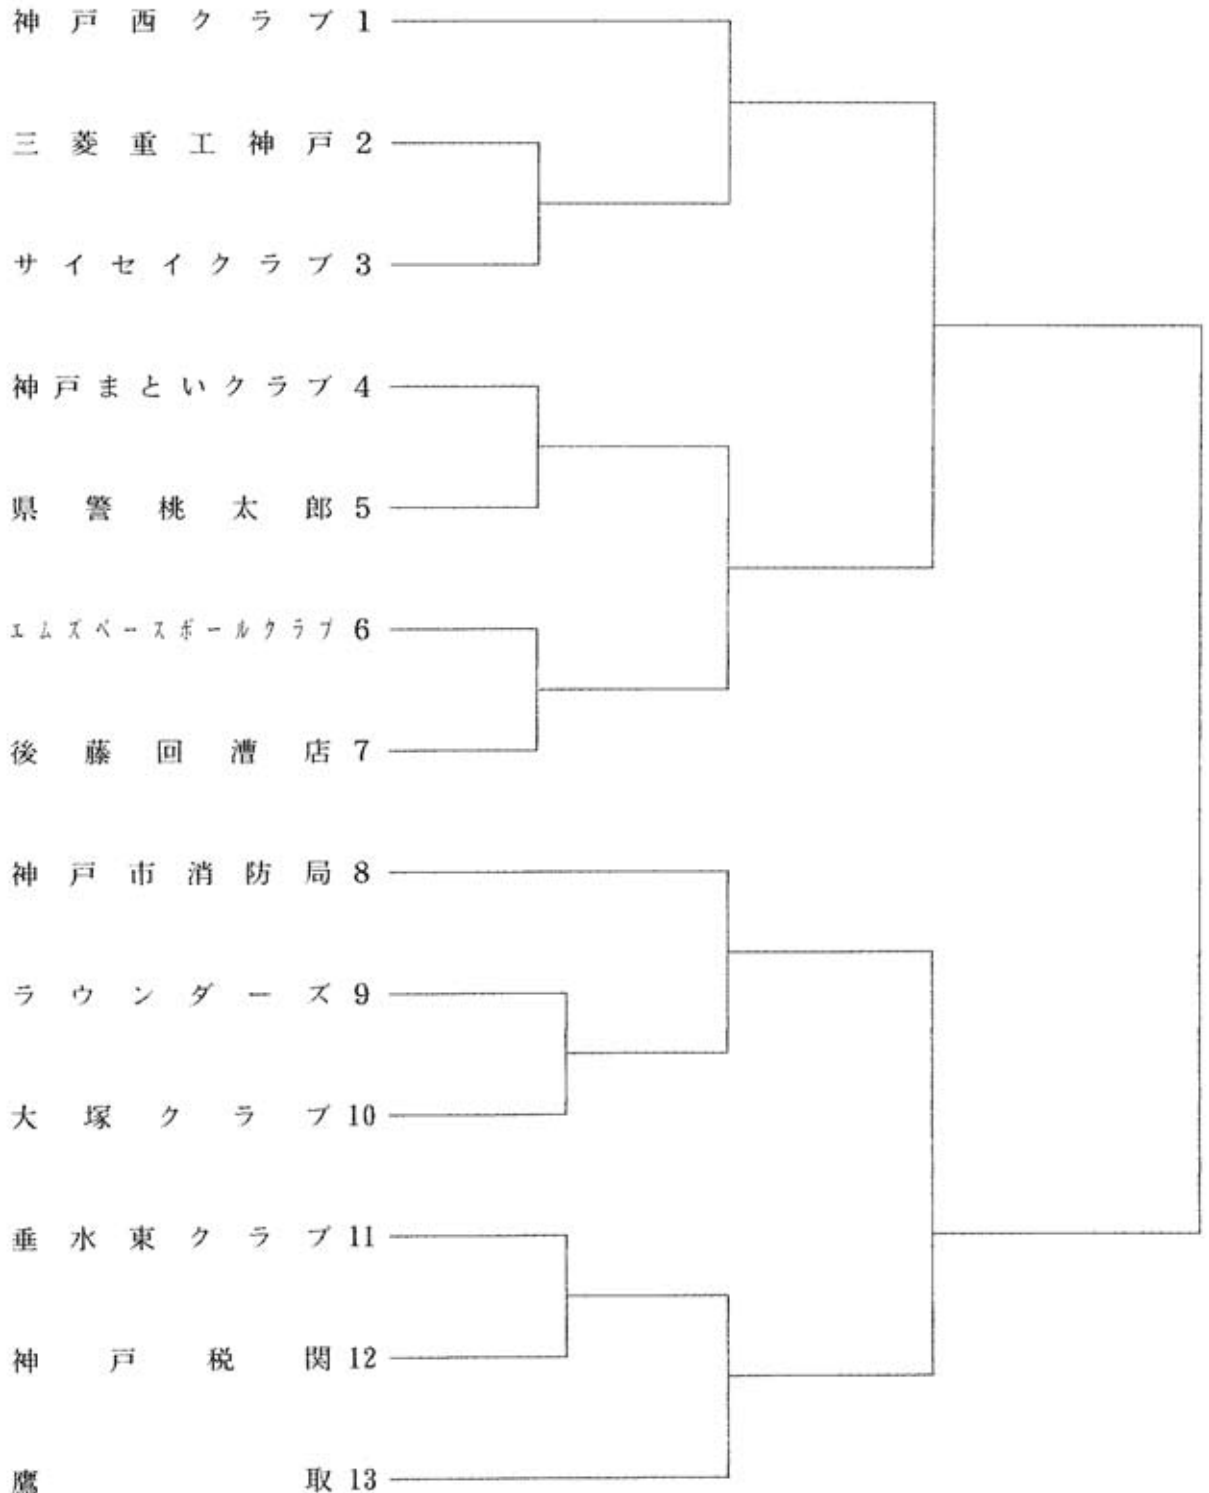 神戸西クラブ 1
三菱重工神戸 2
サイセイクラブ 3
神戸まといクラブ 4
県警桃太郎 5
エムズベースボールクラブ 6
後藤回漕店 7
神戸市消防局 8
ラウンダーズ 9
大塚クラブ 10
垂水東クラブ 11
神戸税関 12
鷹取 13